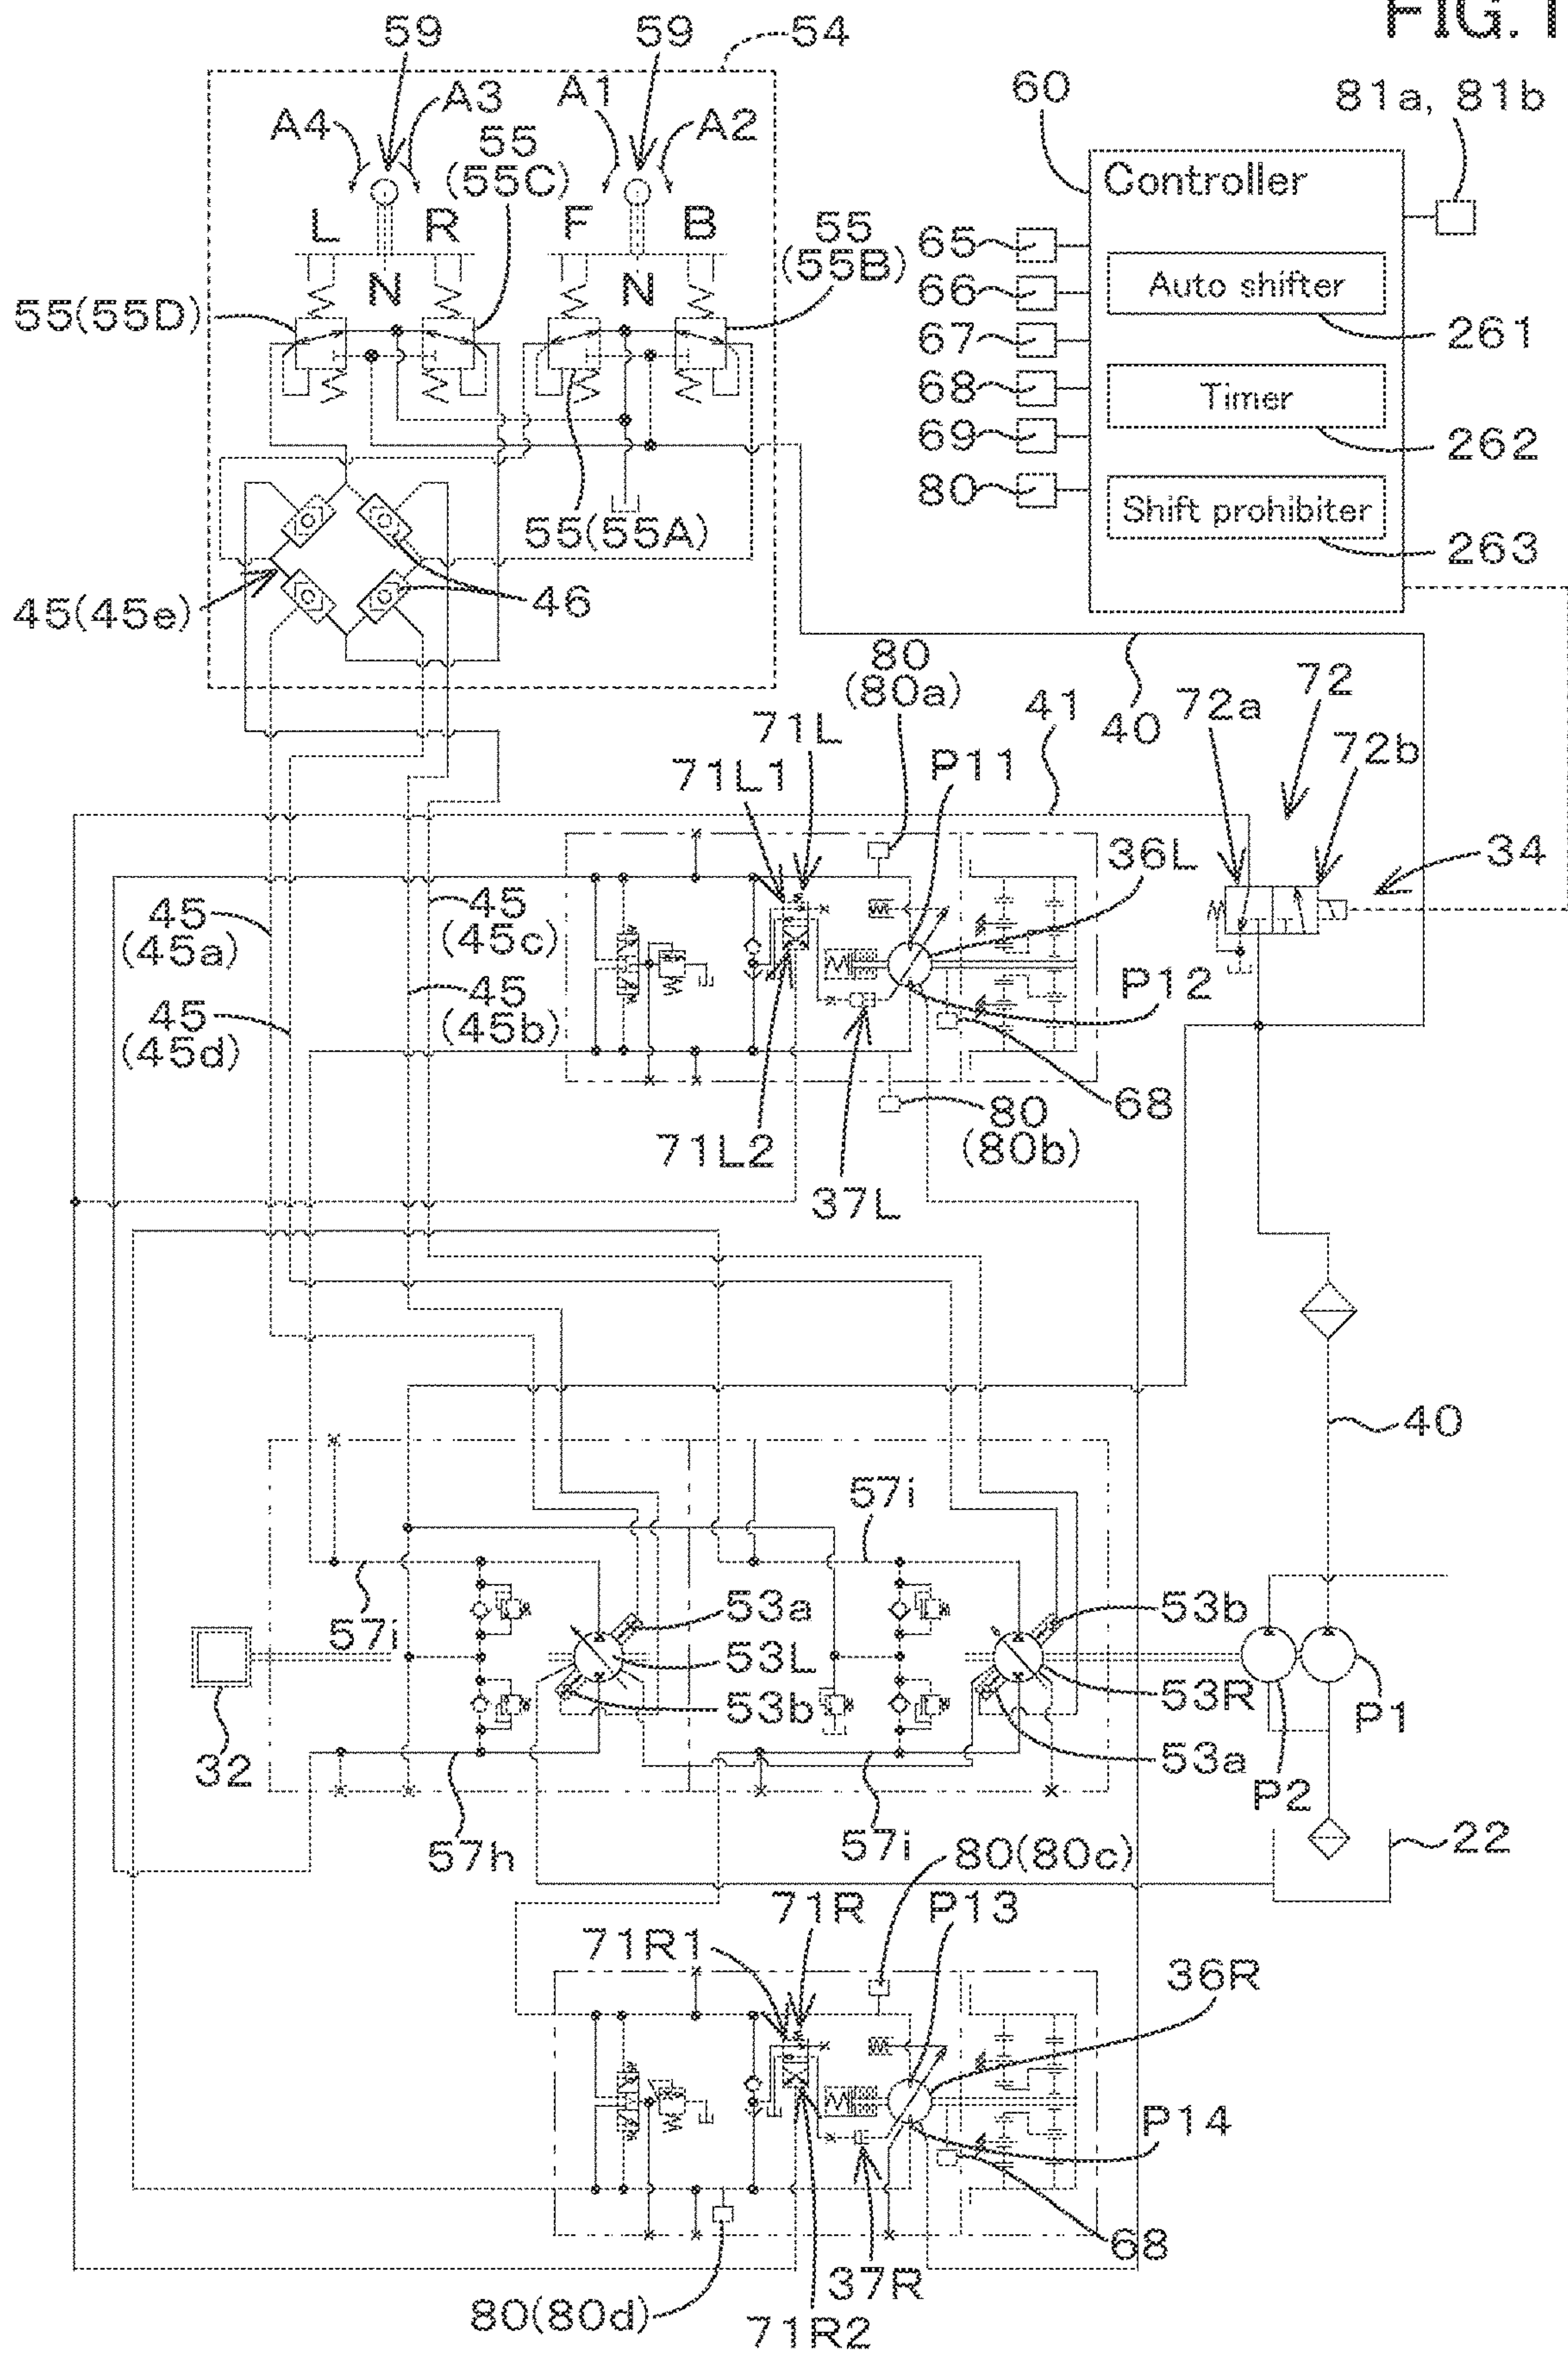 FIG. 1
59
59
54
A4
A3
A1
A2
55
(55C)
L
R
F
B
N
N
55
(55B)
55(55D)
55(55A)
45(45e)
46
60
81a, 81b
Controller
65
66
67
68
69
80
Auto shifter
261
Timer
262
Shift prohibiter
263
80
(80a)
41
40
72a
72
72b
71L
71L1
P11
36L
34
45
(45a)
45
(45c)
P12
45
(45d)
45
(45b)
71L2
80
(80b)
68
37L
40
57i
57i
53a
53L
53b
53b
53R
53a
32
P1
P2
57h
57i
80(80c)
22
71R1
71R
P13
36R
P14
68
80(80d)
37R
71R2